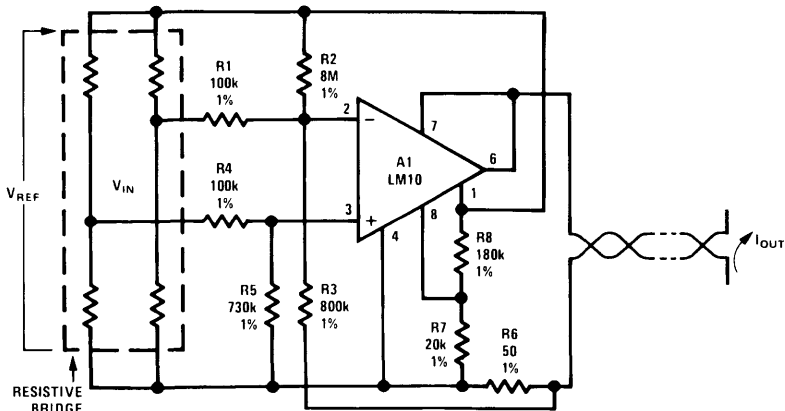 R1
100k
1%
R2
8M
1%
2
7
A1
LM10
6
1
VREF
VIN
R4
100k
1%
3
8
4
R8
180k
1%
IOUT
R5
730k
1%
R3
800k
1%
R7
20k
1%
R6
50
1%
RESISTIVE
BRIDGE